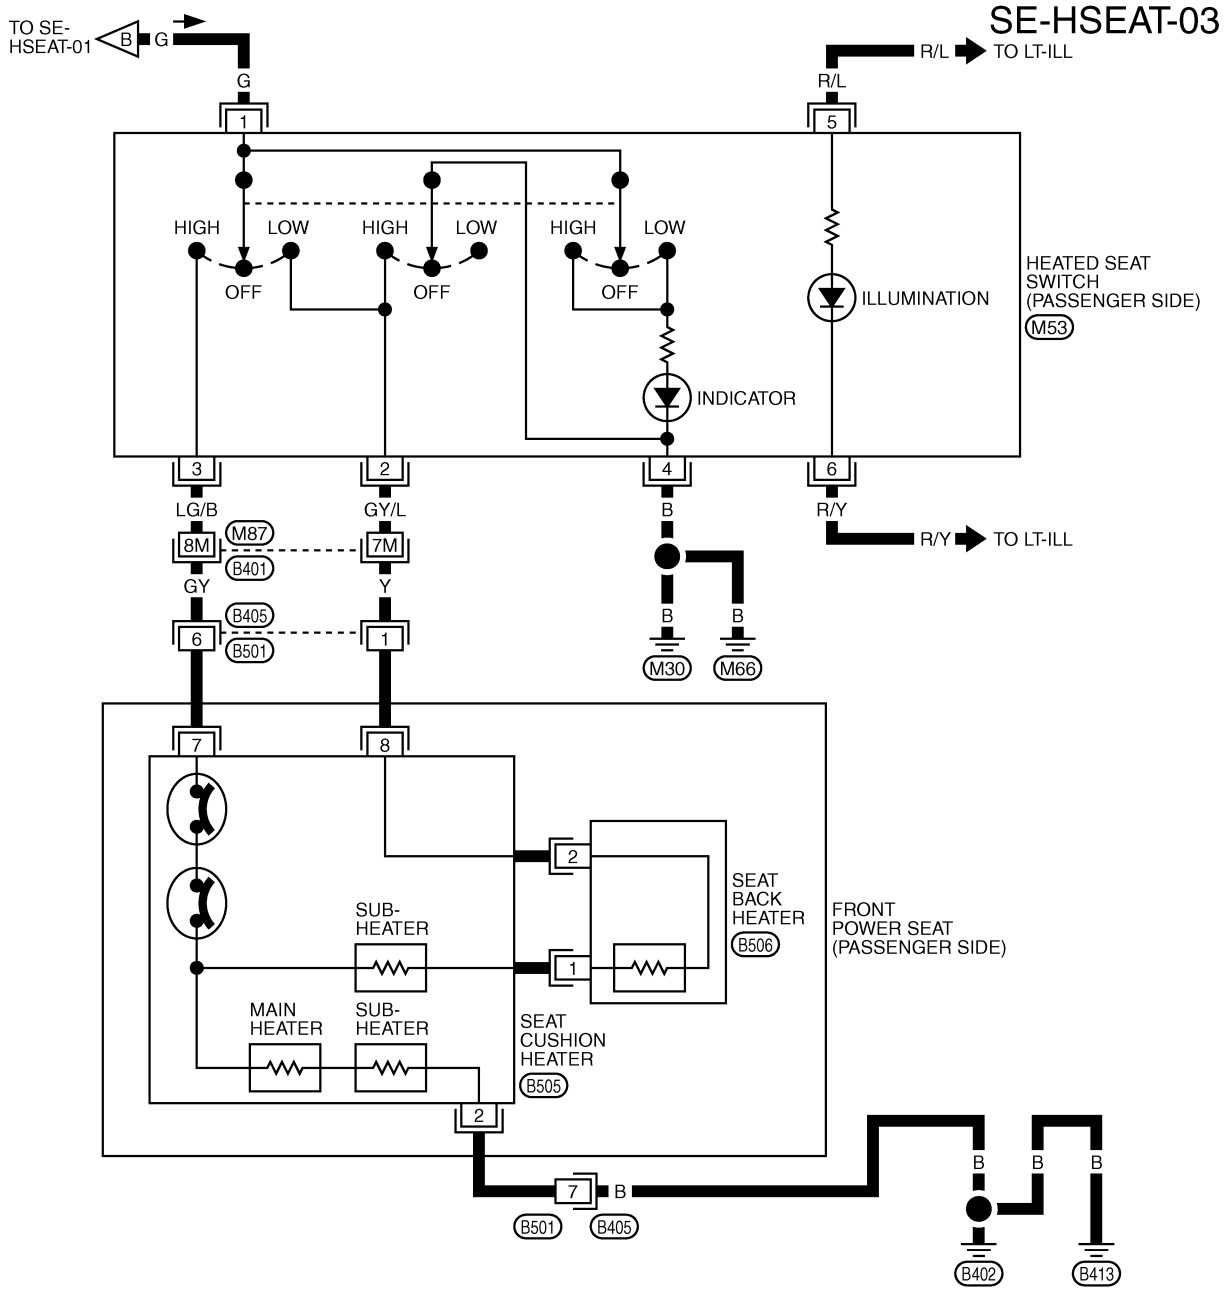 SE-HSEAT-03
TO SE-
HSEAT-01
B
G
G
R/L
TO LT-ILL
R/L
1
5
HIGH
LOW
HIGH
LOW
HIGH
LOW
OFF
OFF
OFF
ILLUMINATION
INDICATOR
HEATED SEAT
SWITCH
(PASSENGER SIDE)
M53
3
2
4
6
LG/B
GY/L
B
R/Y
8M
M87
B401
7M
R/Y
TO LT-ILL
GY
Y
6
B405
B501
1
B
B
M30
M66
7
8
2
SEAT
BACK
HEATER
B506
FRONT
POWER SEAT
(PASSENGER SIDE)
SUB-
HEATER
1
MAIN
HEATER
SUB-
HEATER
SEAT
CUSHION
HEATER
B505
2
7
B
B501
B405
B
B
B
B402
B413